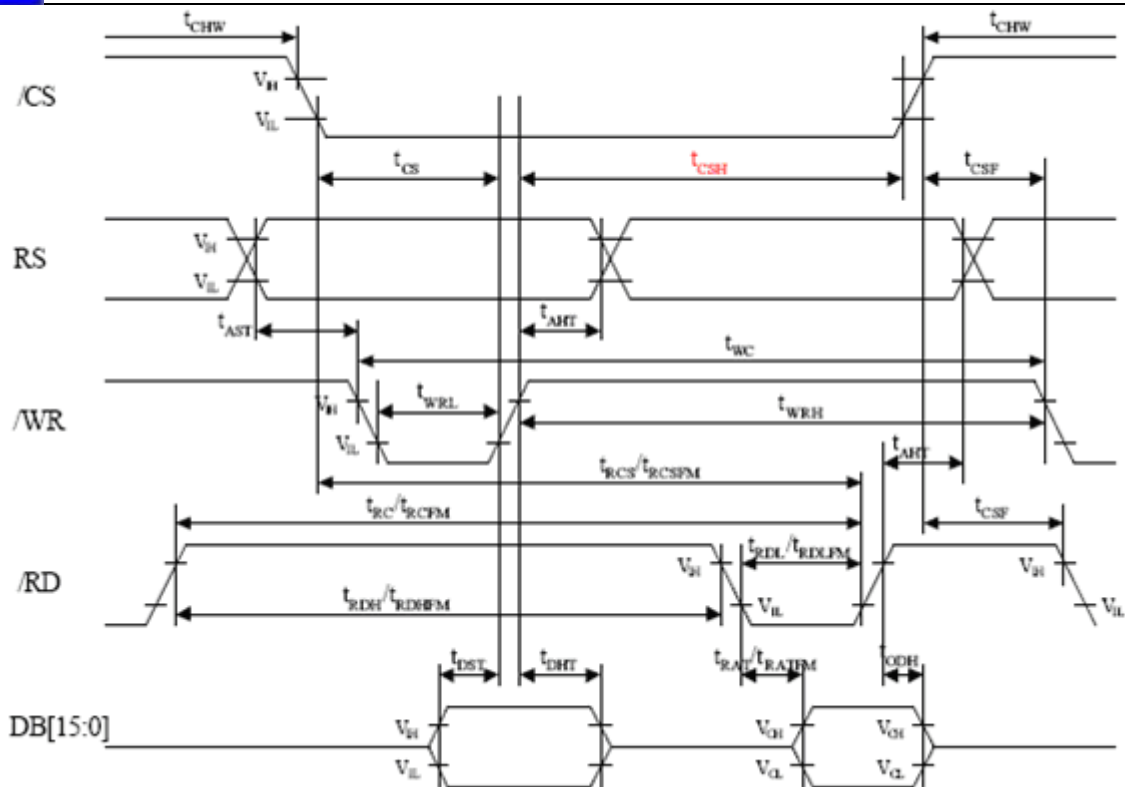 tCHW tCHW
/CS
VIH
VIL
tCS tCSH tCSF
RS
VIH
VIL
tAST tAHT
tWC
/WR
VIH
VIL
tWRL tWRH
tAHT
tRCS/tRCSFM
tRC/tRCFM tCSF
/RD
VIH VIH
tRDL/tRDLFM
tRDH/tRDHFM VIL VIL
tDST tDHT tRAT/tRATFM tODH
DB[15:0]
VIH VOH VOH
VIL VOL VOL